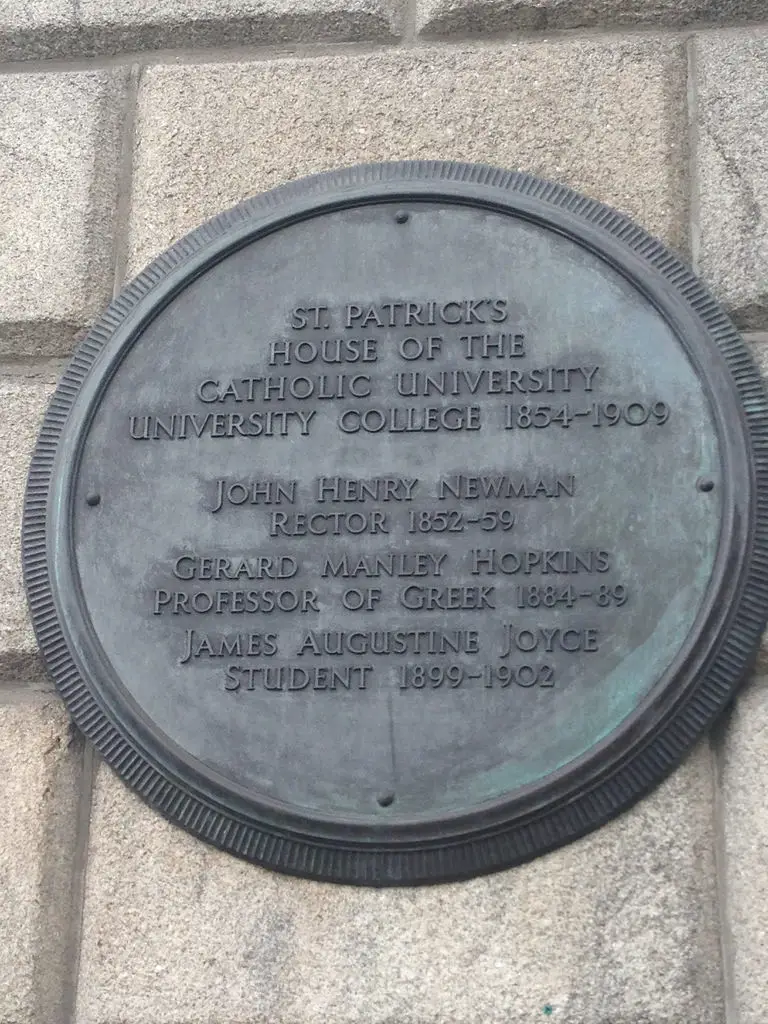 ST. PATRICK'S
HOUSE OF THE
CATHOLIC UNIVERSITY
UNIVERSITY COLLEGE 1854-1909
JOHN HENRY NEWMAN
RECTOR 1852-59
GERARD MANLEY HOPKINS
PROFESSOR OF GREEK 1884-89
JAMES AUGUSTINE JOYCE
STUDENT 1899-1902